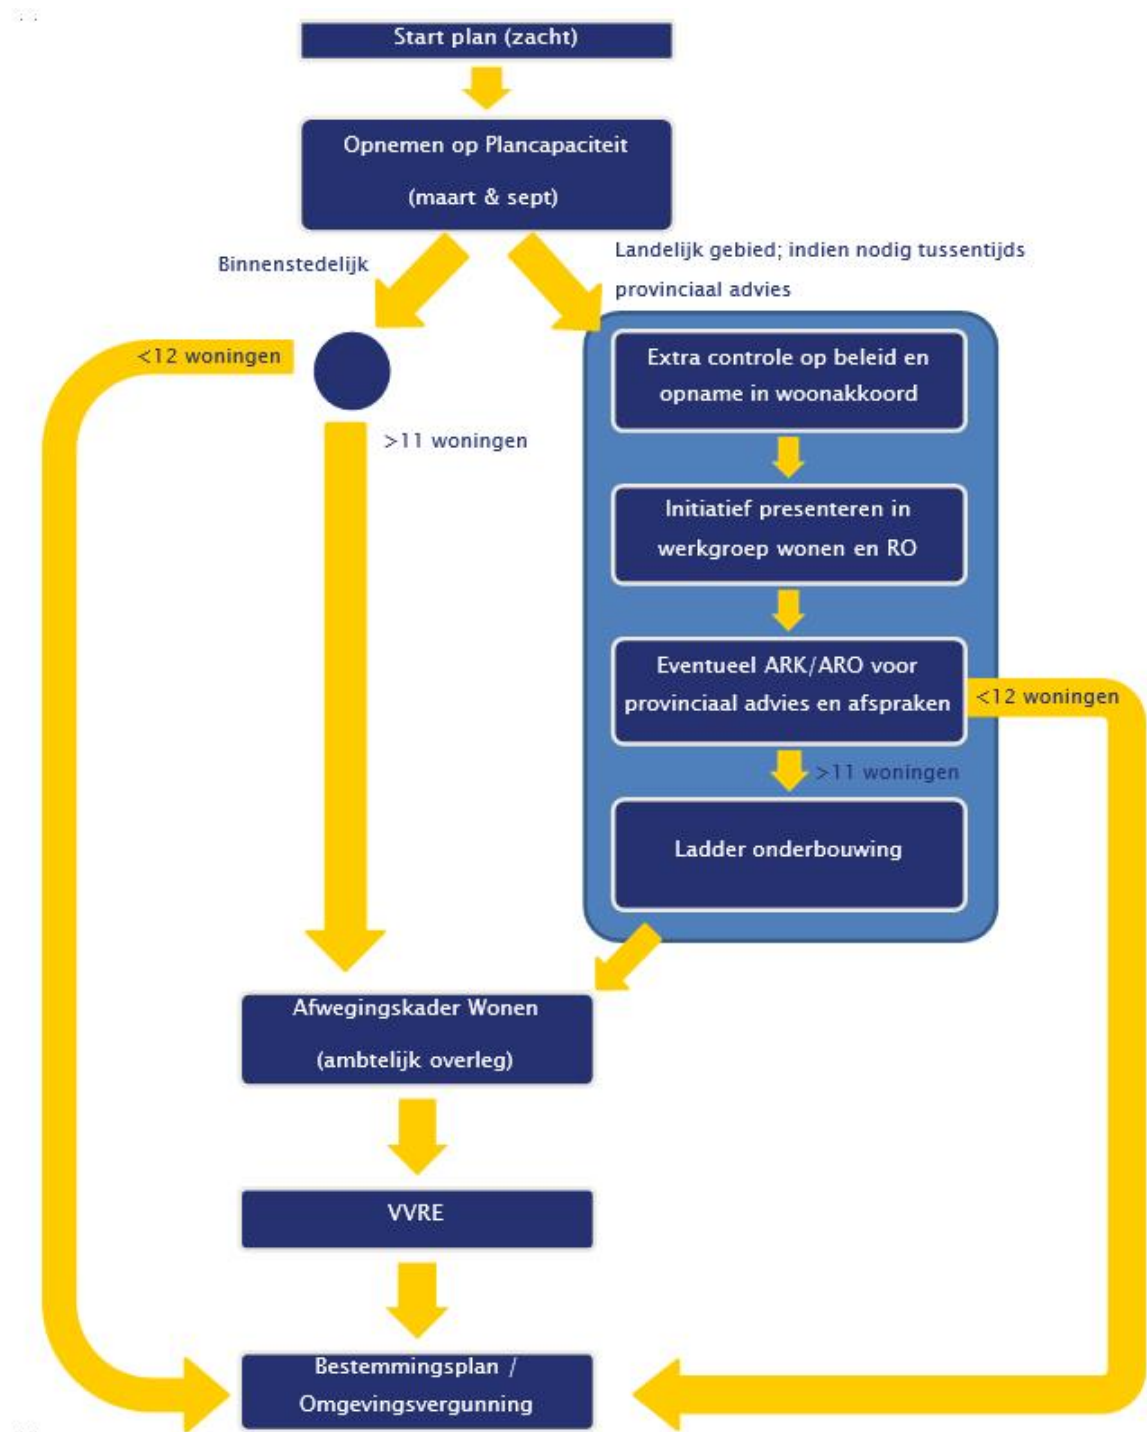 Start plan (zacht)
Opnemen op Plancapaciteit
(maart & sept)
Binnenstedelijk
Landelijk gebied; indien nodig tussentijds
provinciaal advies
<12 woningen
>11 woningen
Extra controle op beleid en
opname in woonakkoord
Initiatief presenteren in
werkgroep wonen en RO
Eventueel ARK/ARO voor
provinciaal advies en afspraken
<12 woningen
>11 woningen
Ladder onderbouwing
Afwegingskader Wonen
(ambtelijk overleg)
VVRE
Bestemmingsplan /
Omgevingsvergunning